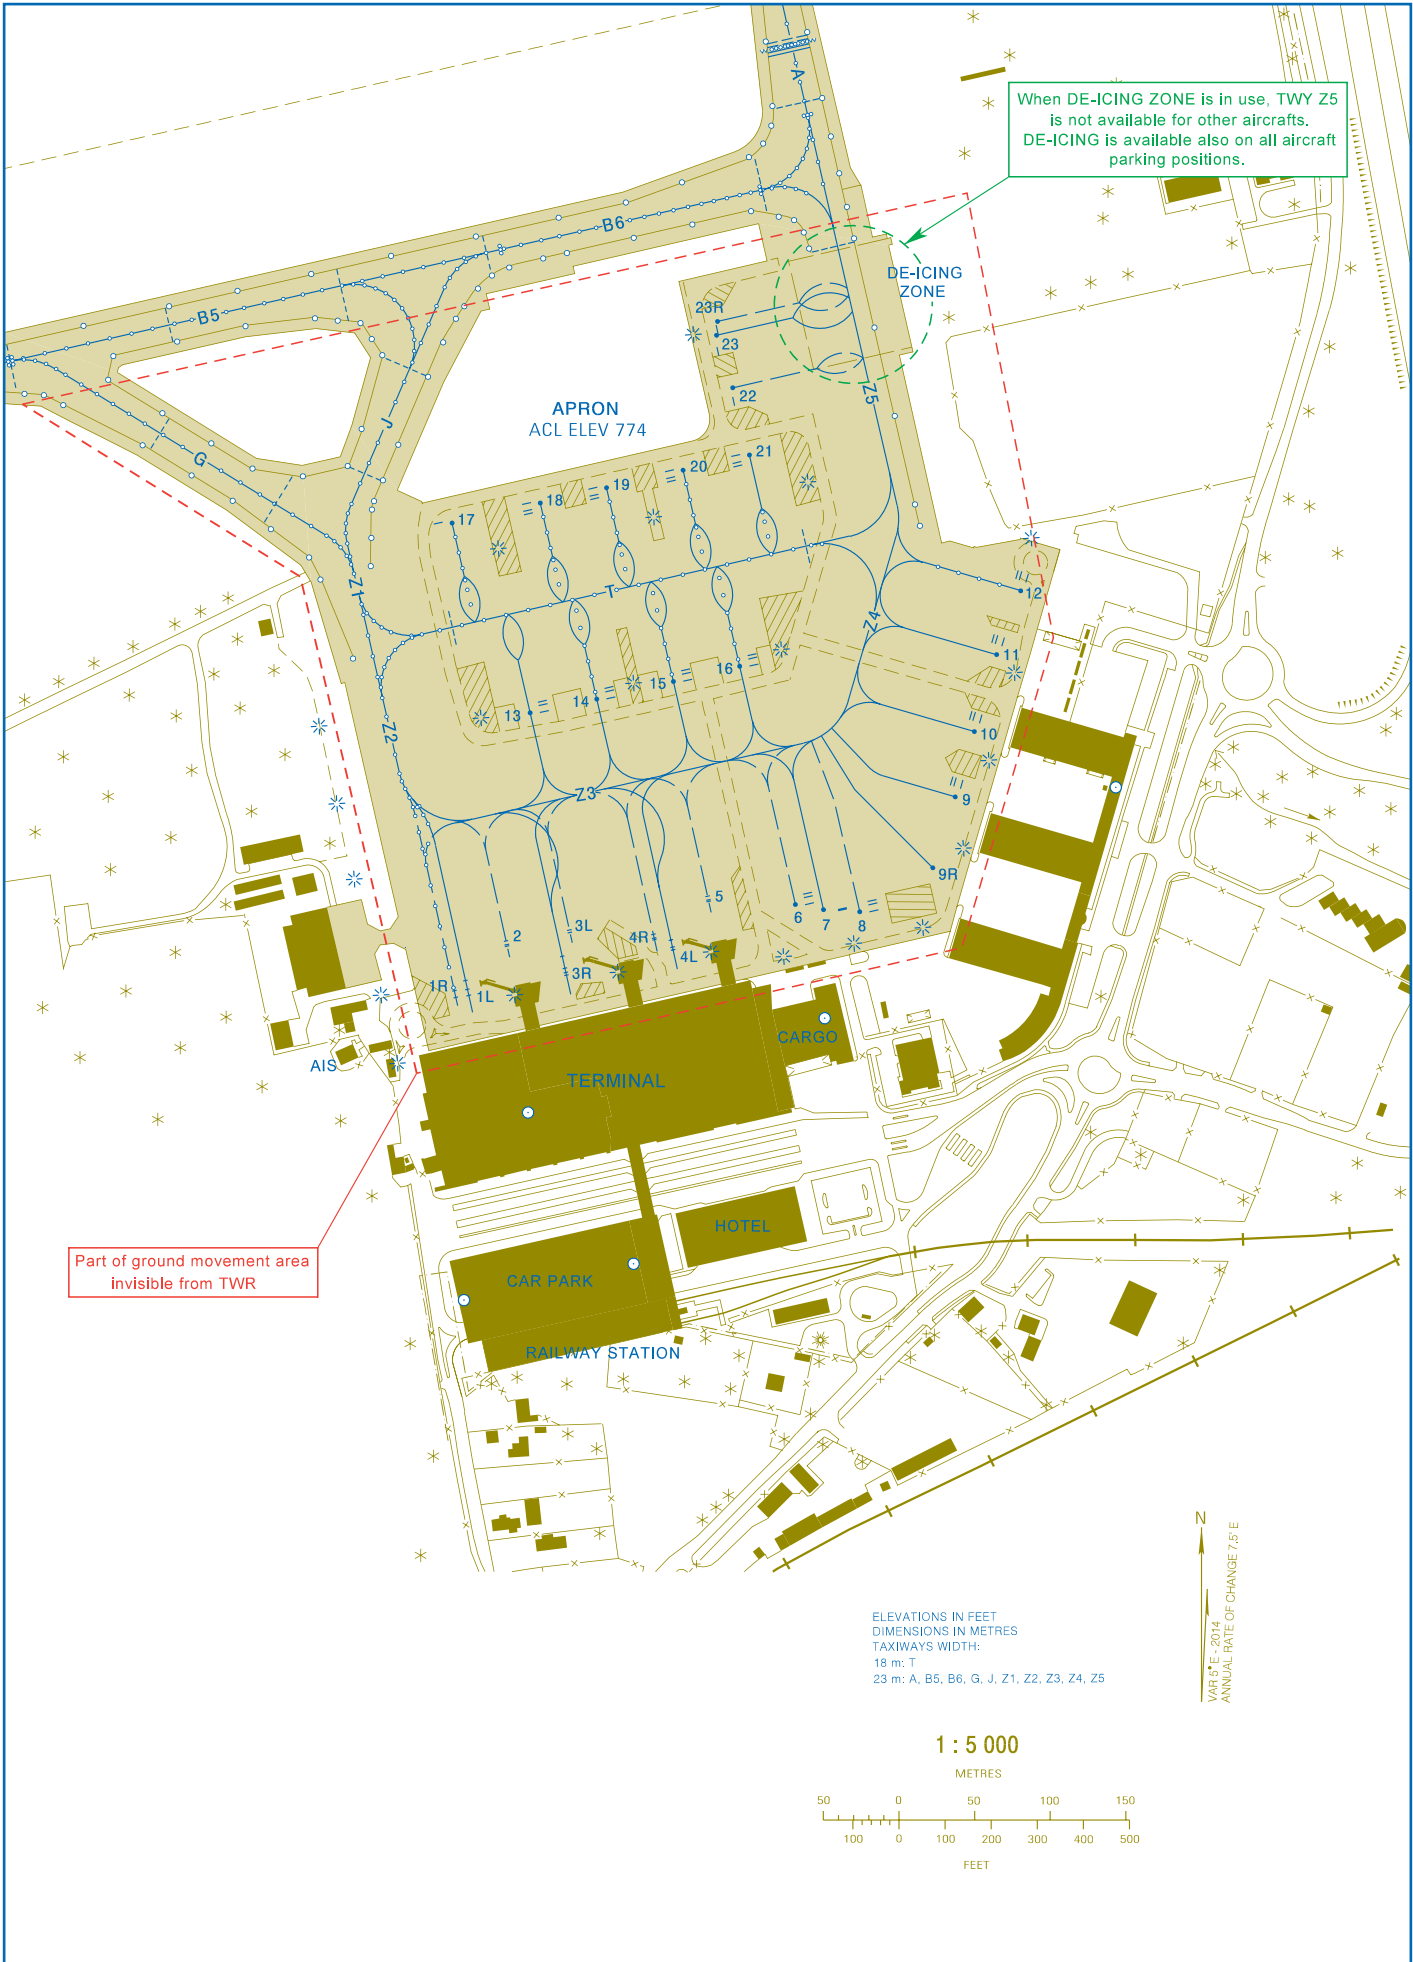 A
When DE-ICING ZONE is in use, TWY Z5
is not available for other aircrafts.
DE-ICING is available also on all aircraft
parking positions.
B6
DE-ICING
ZONE
B5
23R
23
22
Z5
APRON
ACL ELEV 774
J
G
21
20
19
18
17
Z1
T
12
Z4
11
16
15
14
13
10
Z2
Z3
9
9R
5
6
7
8
2
3L
4R
4L
3R
1R
1L
AIS
CARGO
TERMINAL
HOTEL
CAR PARK
RAILWAY STATION
Part of ground movement area
invisible from TWR
N
VAR 5° E - 2014
ANNUAL RATE OF CHANGE 7,5' E
ELEVATIONS IN FEET
DIMENSIONS IN METRES
TAXIWAYS WIDTH:
18 m: T
23 m: A, B5, B6, G, J, Z1, Z2, Z3, Z4, Z5
1 : 5 000
METRES
50 0 50 100 150
100 0 100 200 300 400 500
FEET